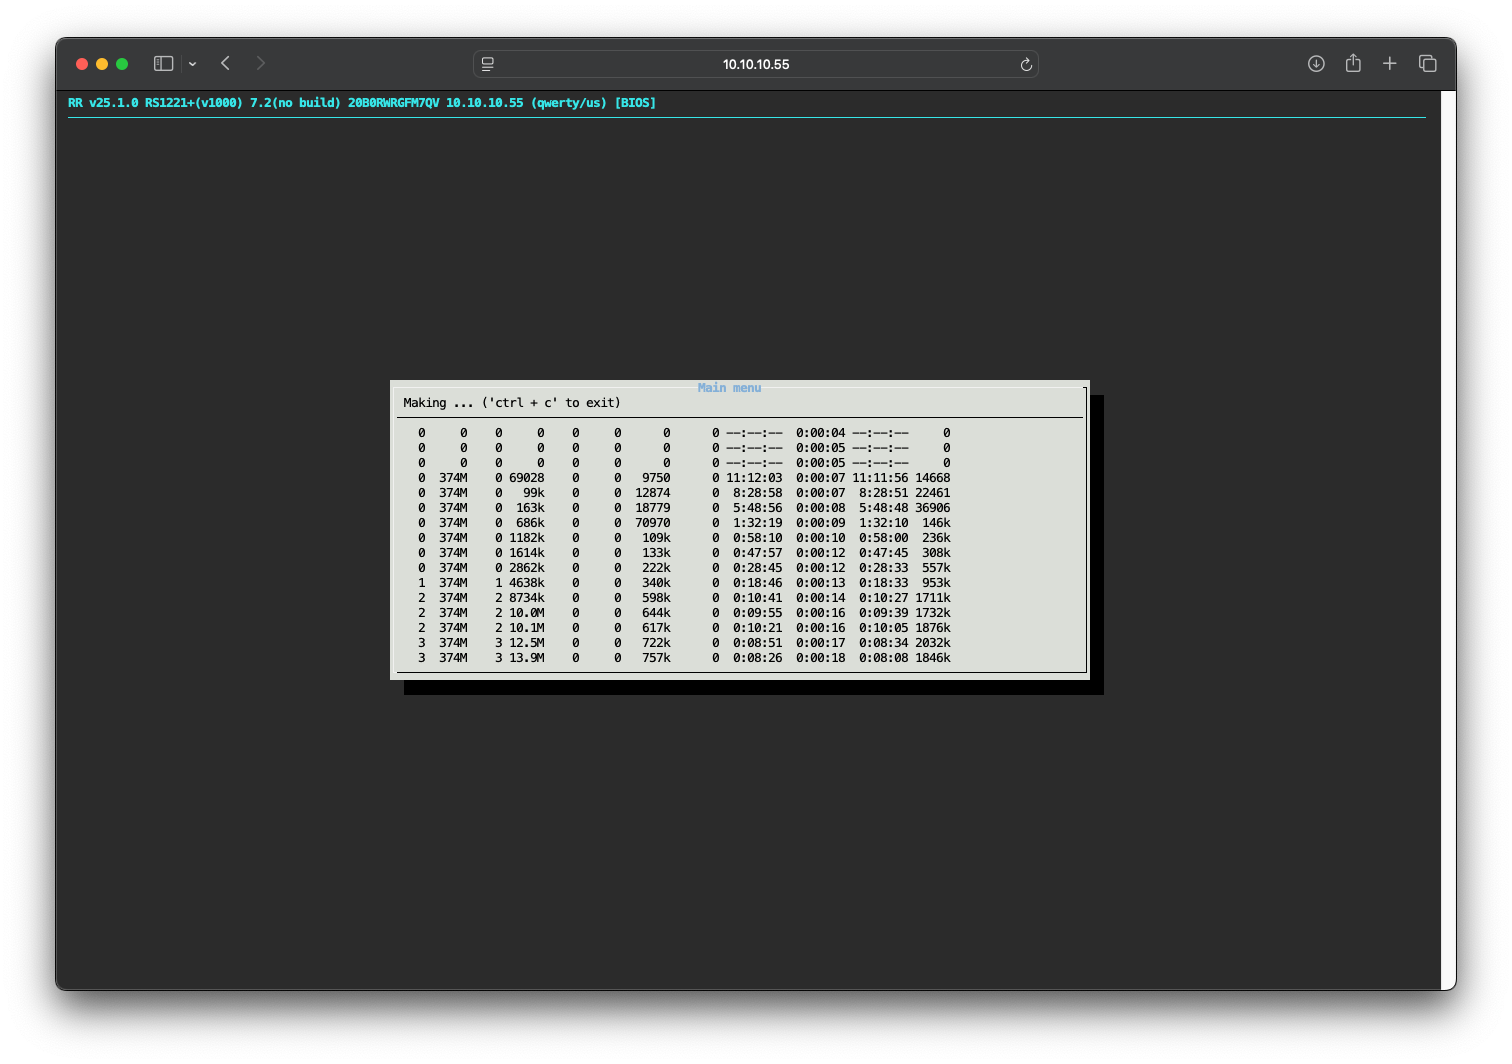 10.10.10.55
RR v25.1.0 RS1221+(v1000) 7.2(no build) 20B0RWRGFM7QV 10.10.10.55 (qwerty/us) [BIOS]
Main menu
Making ... ('ctrl + c' to exit)
0 0 0 0 0 0 0 0 --:--:-- 0:00:04 --:--:-- 0
0 0 0 0 0 0 0 0 --:--:-- 0:00:05 --:--:-- 0
0 0 0 0 0 0 0 0 --:--:-- 0:00:05 --:--:-- 0
0 374M 0 69028 0 0 9750 0 11:12:03 0:00:07 11:11:56 14668
0 374M 0 99k 0 0 12874 0 8:28:58 0:00:07 8:28:51 22461
0 374M 0 163k 0 0 18779 0 5:48:56 0:00:08 5:48:48 36906
0 374M 0 686k 0 0 70970 0 1:32:19 0:00:09 1:32:10 146k
0 374M 0 1182k 0 0 109k 0 0:58:10 0:00:10 0:58:00 236k
0 374M 0 1614k 0 0 133k 0 0:47:57 0:00:12 0:47:45 308k
0 374M 0 2862k 0 0 222k 0 0:28:45 0:00:12 0:28:33 557k
1 374M 1 4638k 0 0 340k 0 0:18:46 0:00:13 0:18:33 953k
2 374M 2 8734k 0 0 598k 0 0:10:41 0:00:14 0:10:27 1711k
2 374M 2 10.0M 0 0 644k 0 0:09:55 0:00:16 0:09:39 1732k
2 374M 2 10.1M 0 0 617k 0 0:10:21 0:00:16 0:10:05 1876k
3 374M 3 12.5M 0 0 722k 0 0:08:51 0:00:17 0:08:34 2032k
3 374M 3 13.9M 0 0 757k 0 0:08:26 0:00:18 0:08:08 1846k